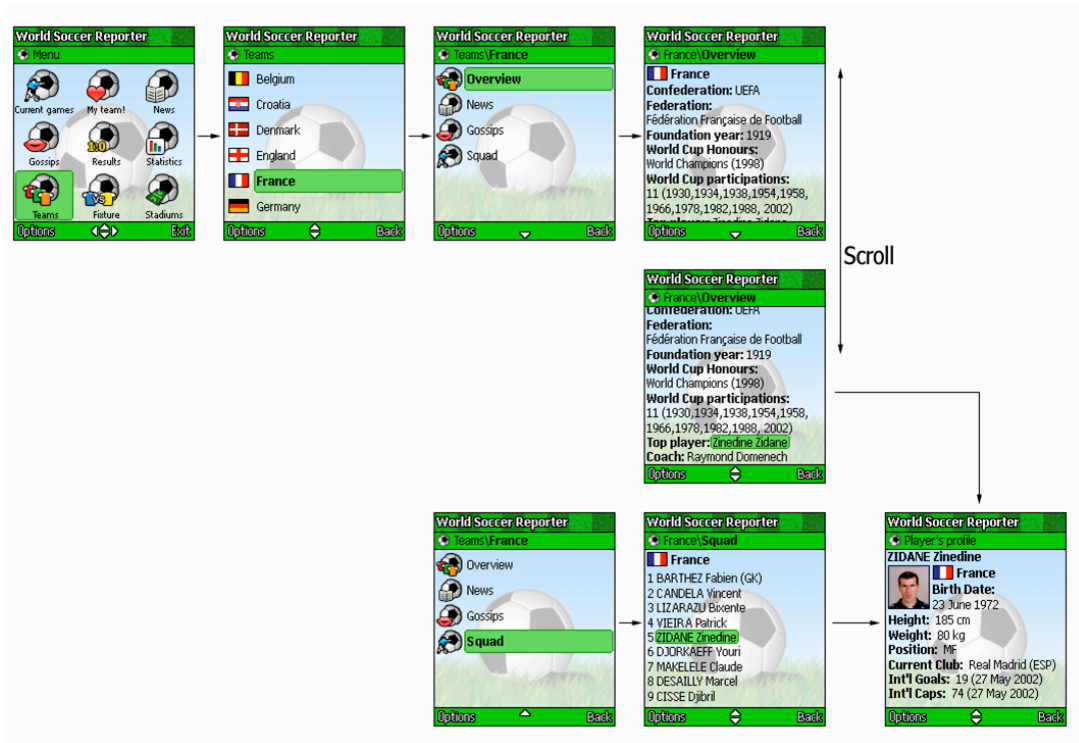 World Soccer Reporter
Menu
Current games
My team!
News
Gossips
Results
Statistics
Teams
Fixture
Stadiums
Options
Exit
World Soccer Reporter
Teams
Belgium
Croatia
Denmark
England
France
Germany
Options
Back
World Soccer Reporter
Teams\France
Overview
News
Gossips
Squad
Options
Back
World Soccer Reporter
France\Overview
France
Confederation: UEFA
Federation:
Fédération Française de Football
Foundation year: 1919
World Cup Honours:
World Champions (1998)
World Cup participations:
11 (1930,1934,1938,1954,1958,
1966,1978,1982,1988, 2002)
Top player: Zinedine Zidane
Options
Back
Scroll
World Soccer Reporter
France\Overview
Confederation: UEFA
Federation:
Fédération Française de Football
Foundation year: 1919
World Cup Honours:
World Champions (1998)
World Cup participations:
11 (1930,1934,1938,1954,1958,
1966,1978,1982,1988, 2002)
Top player: Zinedine Zidane
Coach: Raymond Domenech
Options
Back
World Soccer Reporter
Teams\France
Overview
News
Gossips
Squad
Options
Back
World Soccer Reporter
France\Squad
France
1 BARTHEZ Fabien (GK)
2 CANDELA Vincent
3 LIZARAZU Bixente
4 VIEIRA Patrick
5 ZIDANE Zinedine
6 DJORKAEFF Youri
7 MAKELELE Claude
8 DESAILLY Marcel
9 CISSE Djibril
Options
Back
World Soccer Reporter
Player's profile
ZIDANE Zinedine
France
Birth Date:
23 June 1972
Height: 185 cm
Weight: 80 kg
Position: MF
Current Club: Real Madrid (ESP)
Int'l Goals: 19 (27 May 2002)
Int'l Caps: 74 (27 May 2002)
Options
Back